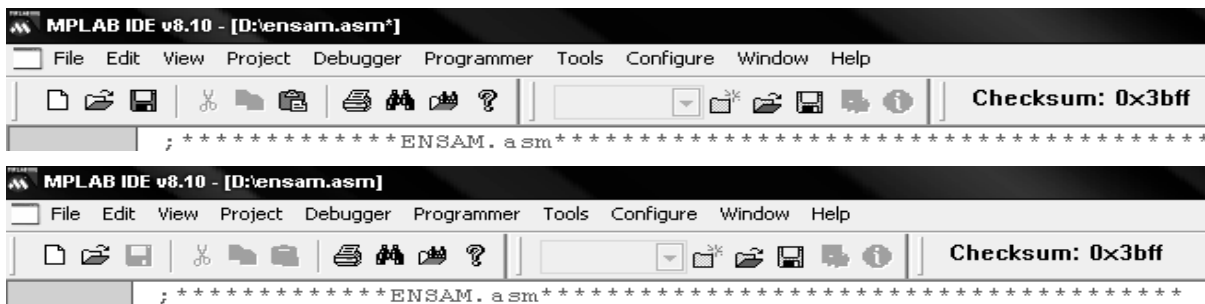 MPLAB IDE v8.10 - [D:\ensam.asm*]
File Edit View Project Debugger Programmer Tools Configure Window Help
Checksum: 0x3bff
;*************ENSAM.asm****************************************
MPLAB IDE v8.10 - [D:\ensam.asm]
File Edit View Project Debugger Programmer Tools Configure Window Help
Checksum: 0x3bff
;*************ENSAM.asm***************************************